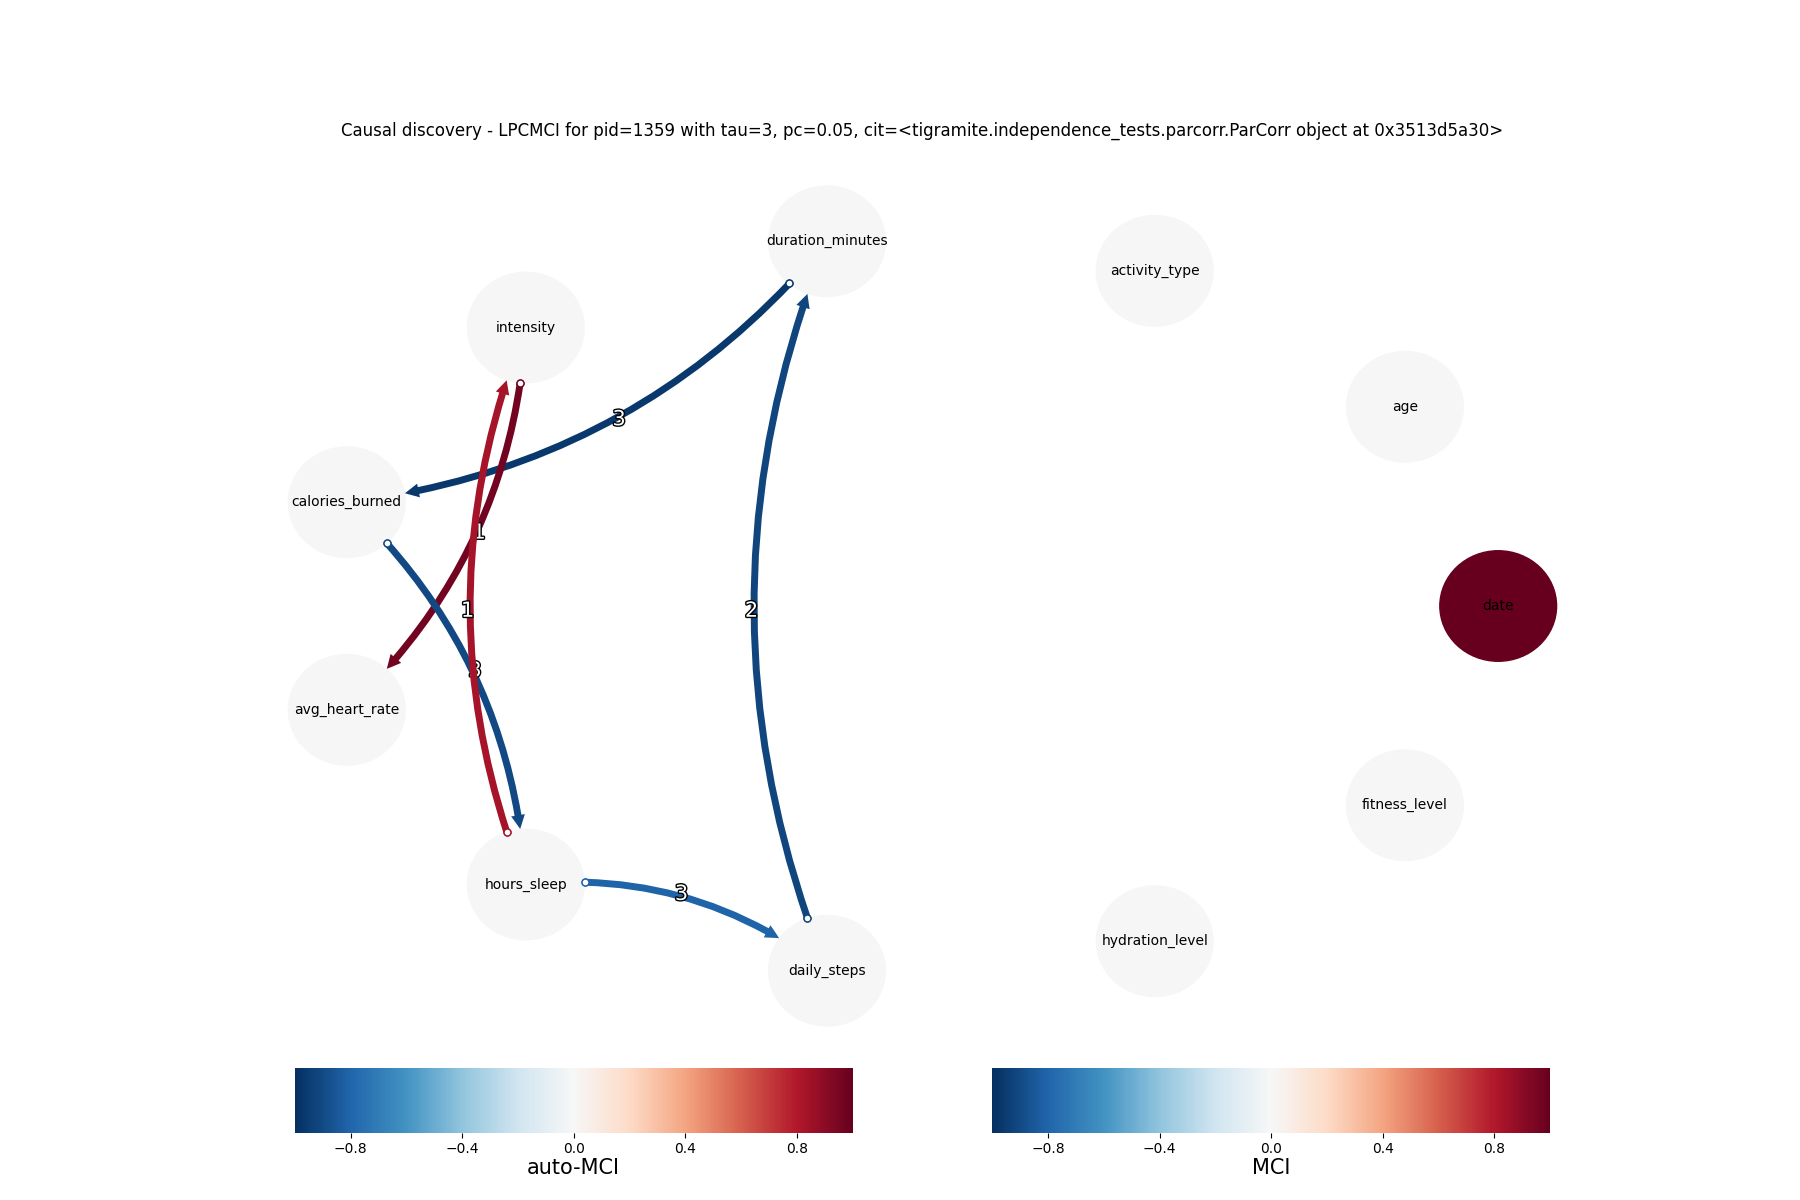 Causal discovery - LPCMCI for pid=1359 with tau=3, pc=0.05, cit=<tigramite.independence_tests.parcorr.ParCorr object at 0x3513d5a30>
duration_minutes
activity_type
intensity
age
3
calories_burned
1
date
1
2
3
avg_heart_rate
fitness_level
hours_sleep
3
hydration_level
daily_steps
−0.8 −0.4 0.0 0.4 0.8
auto-MCI
−0.8 −0.4 0.0 0.4 0.8
MCI